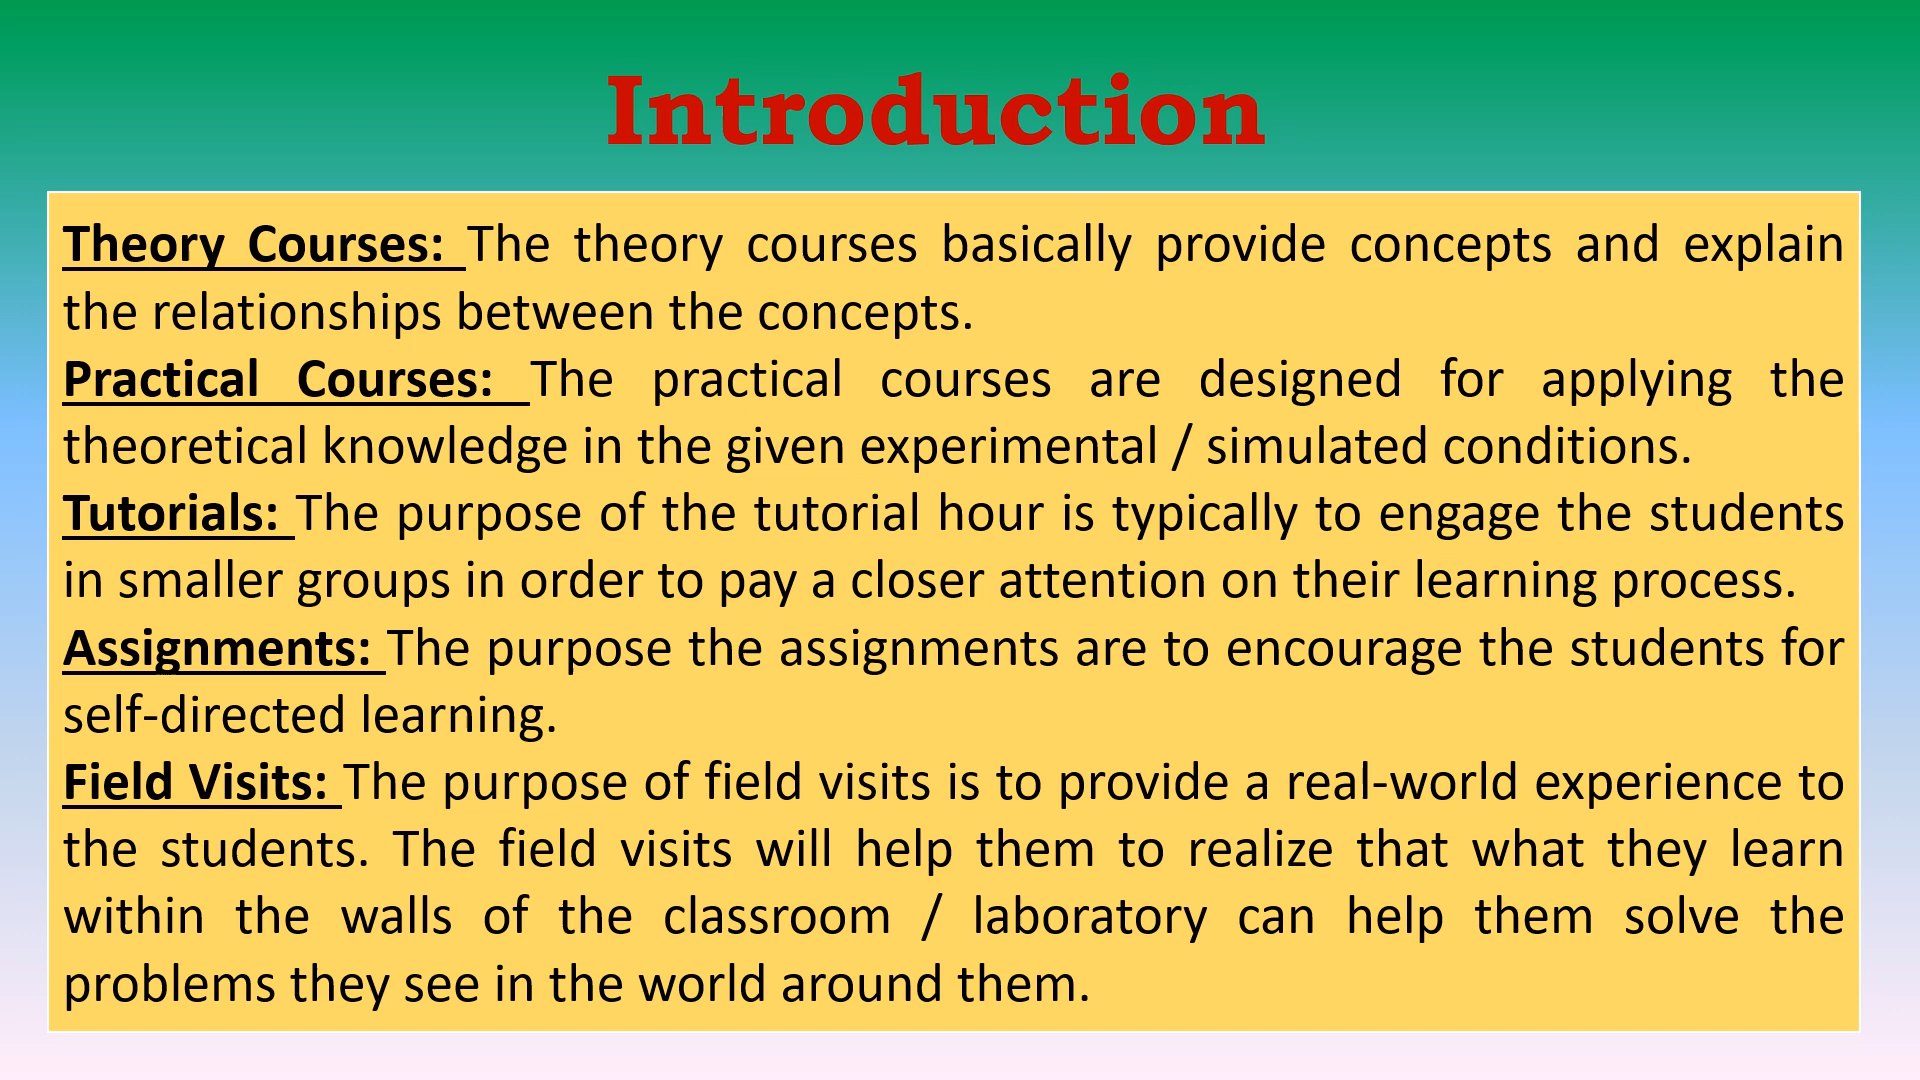 Introduction
Theory Courses: The theory courses basically provide concepts and explain
the relationships between the concepts.
Practical Courses: The practical courses are designed for applying the
theoretical knowledge in the given experimental / simulated conditions.
Tutorials: The purpose of the tutorial hour is typically to engage the students
in smaller groups in order to pay a closer attention on their learning process.
Assignments: The purpose the assignments are to encourage the students for
self-directed learning.
Field Visits: The purpose of field visits is to provide a real-world experience to
the students. The field visits will help them to realize that what they learn
within the walls of the classroom / laboratory can help them solve the
problems they see in the world around them.